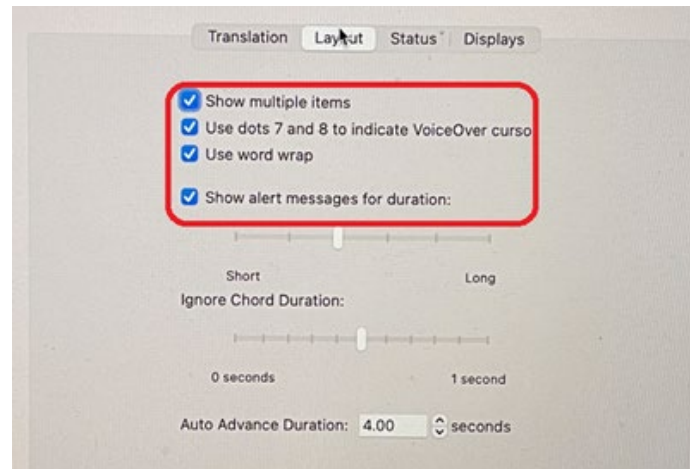 Translation Layout Status Displays
Show multiple items
Use dots 7 and 8 to indicate VoiceOver curso
Use word wrap
Show alert messages for duration:
Short Long
Ignore Chord Duration:
0 seconds 1 second
Auto Advance Duration: 4.00 seconds